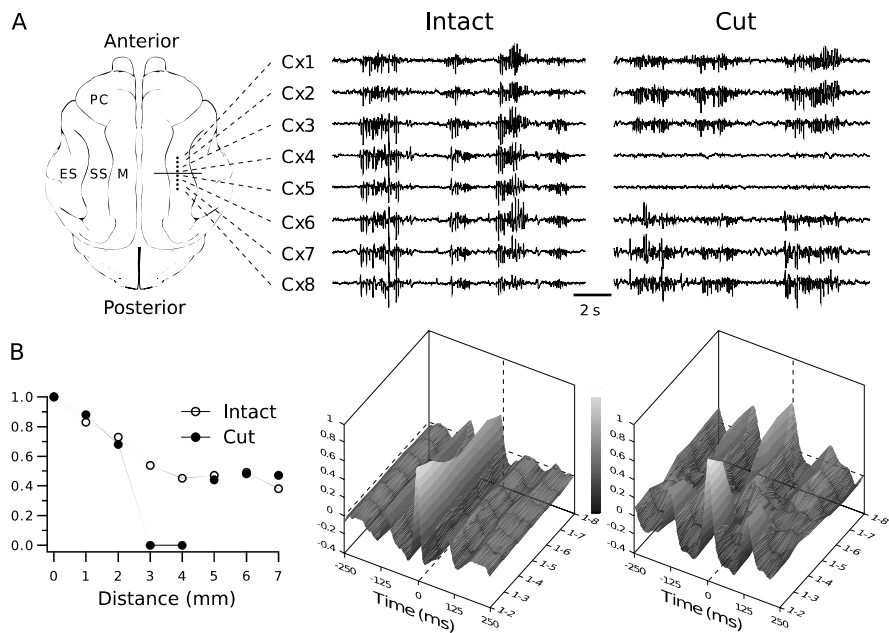 A
Anterior
PC
ES SS M
Posterior
Intact
Cut
Cx1
Cx2
Cx3
Cx4
Cx5
Cx6
Cx7
Cx8
2 s
B
1.0
0.8
0.6
0.4
0.2
0.0
0 1 2 3 4 5 6 7
Distance (mm)
Intact
Cut
1
0.8
0.6
0.4
0.2
0
-0.2
-0.4
-250 -125 0 125 250
Time (ms)
1-8
1-7
1-6
1-5
1-4
1-3
1-2
1
0.8
0.6
0.4
0.2
0
-0.2
-0.4
-250 -125 0 125 250
Time (ms)
1-8
1-7
1-6
1-5
1-4
1-3
1-2